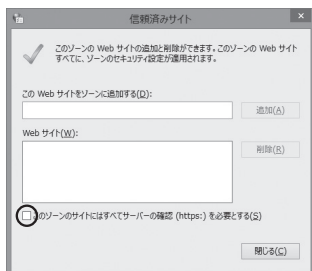 信頼済みサイト
このゾーンの Web サイトの追加と削除ができます。このゾーンの Web サイト
すべてに、ゾーンのセキュリティ設定が適用されます。
この Web サイトをゾーンに追加する(D):
追加(A)
Web サイト(W):
削除(R)
このゾーンのサイトにはすべてサーバーの確認 (https:) を必要とする(S)
閉じる(C)